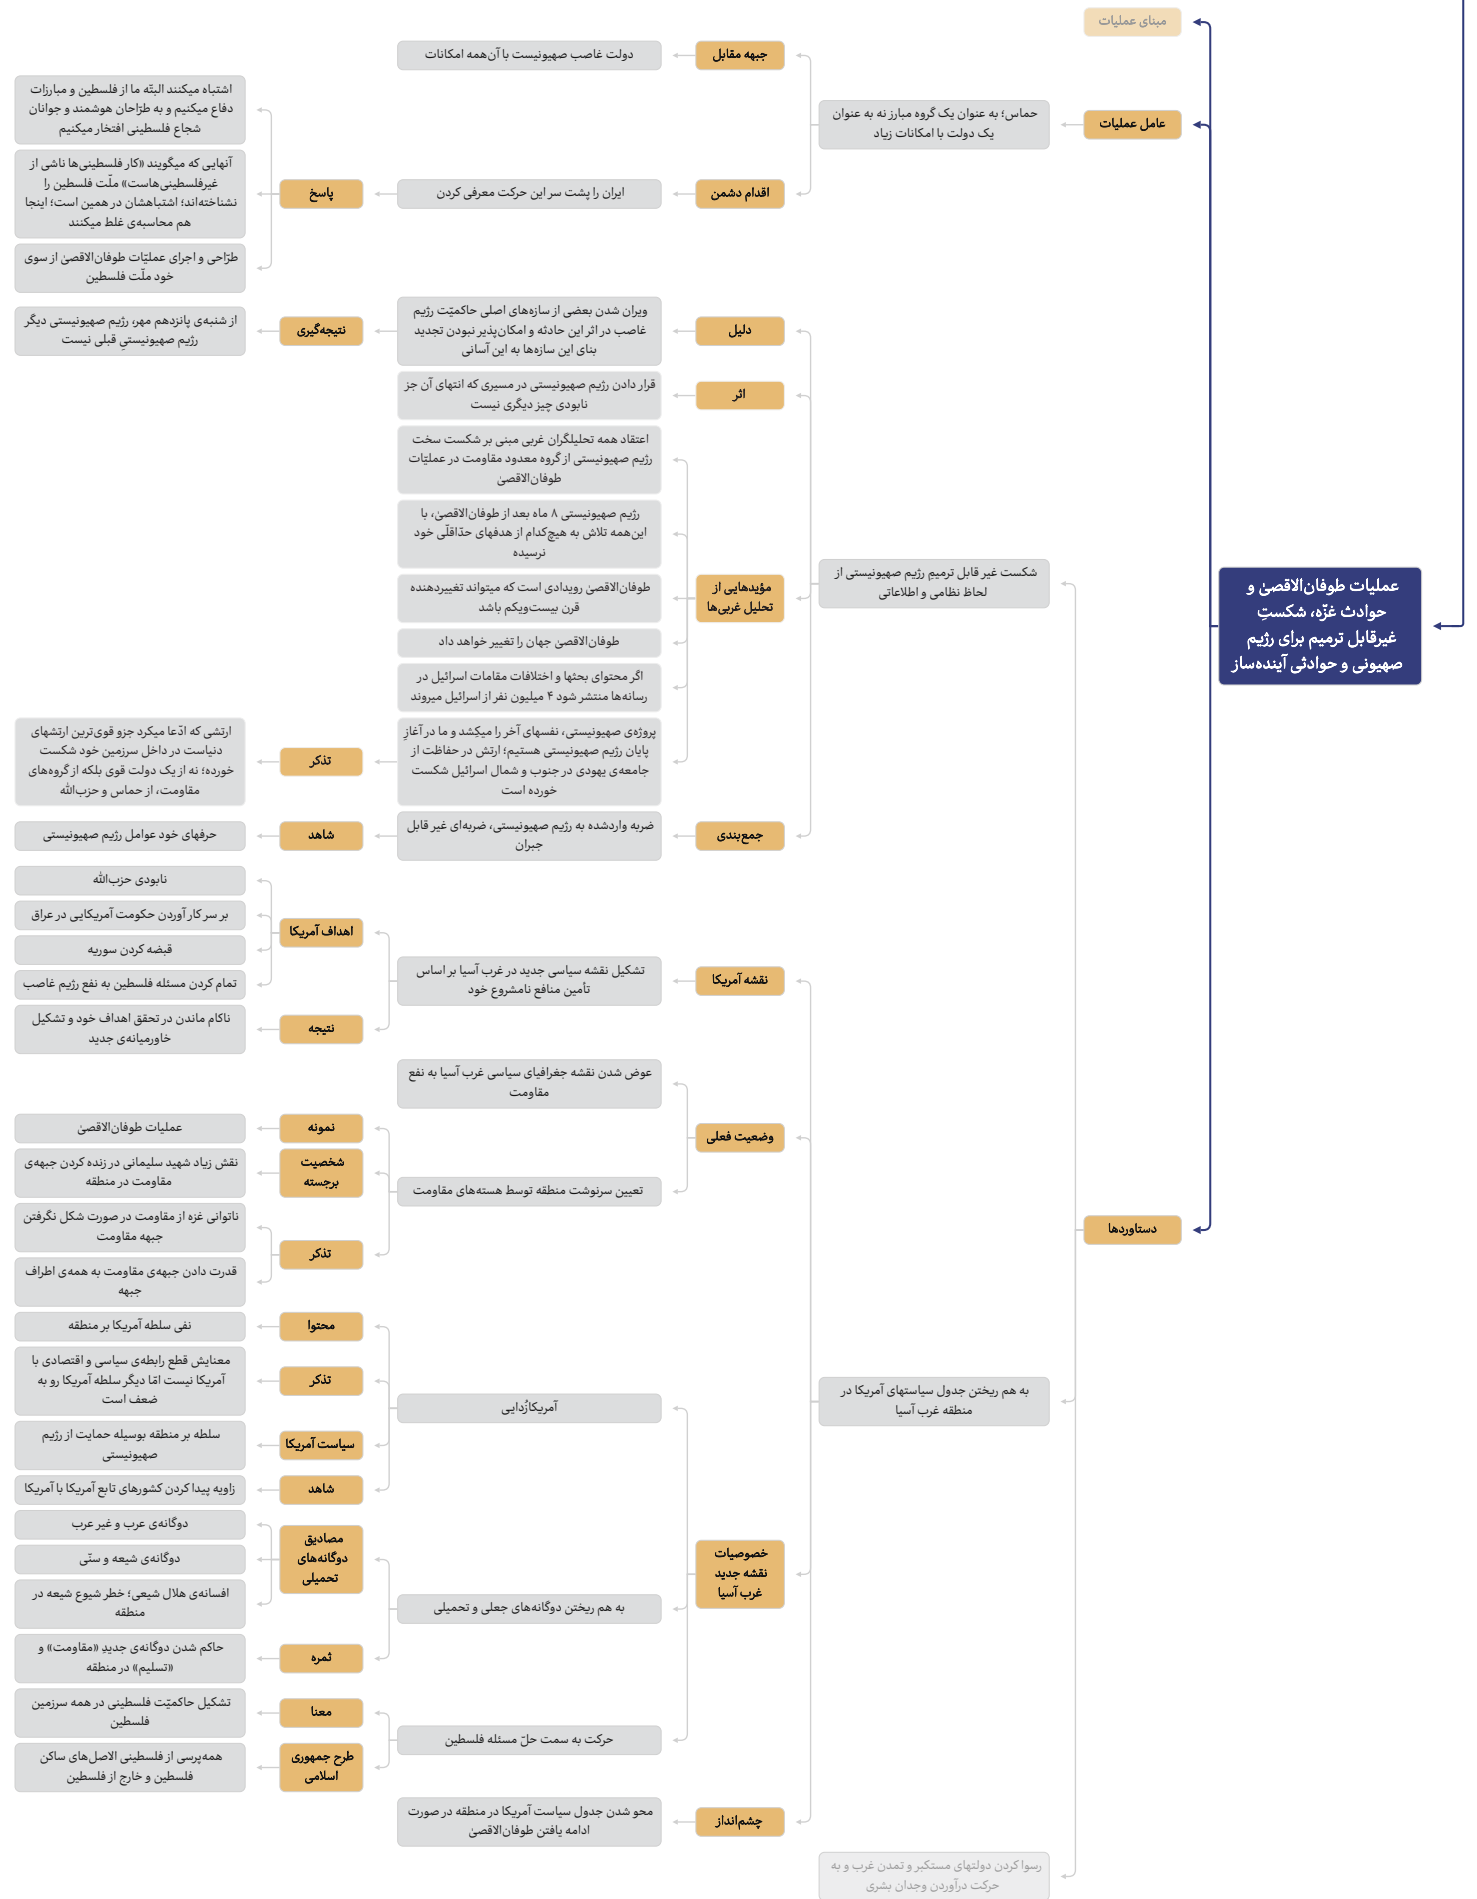 عملیات طوفان‌الاقصیٰ و
حوادث غزّه، شکستِ
غیرقابل ترمیم برای رژیم
صهیونی و حوادثی آینده‌ساز
مبنای عملیات
عامل عملیات
حماس؛ به عنوان یک گروه مبارز نه به عنوان
یک دولت با امکانات زیاد
جبهه مقابل
دولت غاصب صهیونیست با آن‌همه امکانات
اقدام دشمن
ایران را پشت سر این حرکت معرفی کردن
پاسخ
اشتباه میکنند البتّه ما از فلسطین و مبارزات
دفاع میکنیم و به طرّاحان هوشمند و جوانان
شجاع فلسطینی افتخار میکنیم
آنهایی که میگویند «کار فلسطینی‌ها ناشی از
غیرفلسطینی‌هاست» ملّت فلسطین را
نشناخته‌اند؛ اشتباهشان در همین است؛ اینجا
هم محاسبه‌ی غلط میکنند
طرّاحی و اجرای عملیّات طوفان‌الاقصیٰ از سوی
خود ملّت فلسطین
دستاوردها
شکست غیر قابل ترمیمِ رژیم صهیونیستی از
لحاظ نظامی و اطلاعاتی
دلیل
ویران شدن بعضی از سازه‌های اصلی حاکمیّت رژیم
غاصب در اثر این حادثه و امکان‌پذیر نبودن تجدید
بنای این سازه‌ها به این آسانی
نتیجه‌گیری
از شنبه‌ی پانزدهم مهر، رژیم صهیونیستی دیگر
رژیم صهیونیستیِ قبلی نیست
اثر
قرار دادن رژیم صهیونیستی در مسیری که انتهای آن جز
نابودی چیز دیگری نیست
مؤیدهایی از
تحلیل غربی‌ها
اعتقاد همه تحلیلگران غربی مبنی بر شکست سخت
رژیم صهیونیستی از گروه معدود مقاومت در عملیّات
طوفان‌الاقصیٰ
رژیم صهیونیستی ۸ ماه بعد از طوفان‌الاقصیٰ، با
این‌همه تلاش به هیچ‌کدام از هدفهای حدّاقلّی خود
نرسیده
طوفان‌الاقصیٰ رویدادی است که میتواند تغییردهنده
قرن بیست‌ویکم باشد
طوفان‌الاقصیٰ جهان را تغییر خواهد داد
اگر محتوای بحثها و اختلافات مقامات اسرائیل در
رسانه‌ها منتشر شود ۴ میلیون نفر از اسرائیل میروند
پروژه‌ی صهیونیستی، نفسهای آخر را میکِشد و ما در آغازِ
پایان رژیم صهیونیستی هستیم؛ ارتش در حفاظت از
جامعه‌ی یهودی در جنوب و شمال اسرائیل شکست
خورده است
تذکر
ارتشی که ادّعا میکرد جزو قوی‌ترین ارتشهای
دنیاست در داخل سرزمین خود شکست
خورده؛ نه از یک دولت قوی بلکه از گروه‌های
مقاومت، از حماس و حزب‌الله
جمع‌بندی
ضربه واردشده به رژیم صهیونیستی، ضربه‌ای غیر قابل
جبران
شاهد
حرفهای خود عوامل رژیم صهیونیستی
به هم ریختن جدول سیاستهای آمریکا در
منطقه غرب آسیا
نقشه آمریکا
تشکیل نقشه سیاسی جدید در غرب آسیا بر اساس
تأمین منافع نامشروع خود
اهداف آمریکا
نابودی حزب‌الله
بر سر کار آوردن حکومت آمریکایی در عراق
قبضه کردن سوریه
تمام کردن مسئله فلسطین به نفع رژیم غاصب
نتیجه
ناکام ماندن در تحقق اهداف خود و تشکیل
خاورمیانه‌ی جدید
وضعیت فعلی
عوض شدن نقشه جغرافیای سیاسی غرب آسیا به نفع
مقاومت
تعیین سرنوشت منطقه توسط هسته‌های مقاومت
نمونه
عملیات طوفان‌الاقصیٰ
شخصیت
برجسته
نقش زیاد شهید سلیمانی در زنده کردن جبهه‌ی
مقاومت در منطقه
تذکر
ناتوانی غزه از مقاومت در صورت شکل نگرفتن
جبهه مقاومت
قدرت دادن جبهه‌ی مقاومت به همه‌ی اطراف
جبهه
خصوصیات
نقشه جدید
غرب آسیا
آمریکازُدایی
محتوا
نفی سلطه آمریکا بر منطقه
تذکر
معنایش قطع رابطه‌ی سیاسی و اقتصادی با
آمریکا نیست امّا دیگر سلطه آمریکا رو به
ضعف است
سیاست آمریکا
سلطه بر منطقه بوسیله حمایت از رژیم
صهیونیستی
شاهد
زاویه پیدا کردن کشورهای تابع آمریکا با آمریکا
به هم ریختن دوگانه‌های جعلی و تحمیلی
مصادیق
دوگانه‌های
تحمیلی
دوگانه‌ی عرب و غیر عرب
دوگانه‌ی شیعه و سنّی
افسانه‌ی هلال شیعی؛ خطر شیوع شیعه در
منطقه
ثمره
حاکم شدن دوگانه‌ی جدیدِ «مقاومت» و
«تسلیم» در منطقه
حرکت به سمت حلّ مسئله فلسطین
معنا
تشکیل حاکمیّت فلسطینی در همه سرزمین
فلسطین
طرح جمهوری
اسلامی
همه‌پرسی از فلسطینی الاصل‌های ساکن
فلسطین و خارج از فلسطین
چشم‌انداز
محو شدن جدول سیاست آمریکا در منطقه در صورت
ادامه یافتن طوفان‌الاقصیٰ
رسوا کردن دولتهای مستکبر و تمدن غرب و به
حرکت درآوردن وجدان بشری